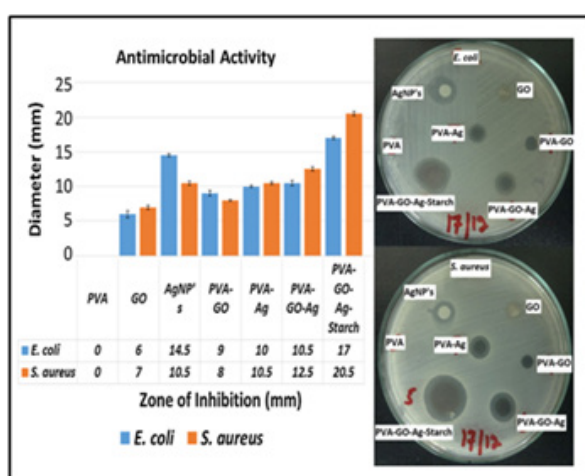 Antimicrobial Activity
Diameter (mm)
25
20
15
10
5
0
PVA
GO
AgNP'
s
PVA-
GO
PVA-
Ag
PVA-
GO-Ag
PVA-
GO-
Ag-
Starch
E. coli 0 6 14.5 9 10 10.5 17
S. aureus 0 7 10.5 8 10.5 12.5 20.5
Zone of Inhibition (mm)
E. coli S. aureus
E. coli
AgNP's
GO
PVA
PVA-Ag
PVA-GO
PVA-GO-Ag-Starch
PVA-GO-Ag
17/12
S. aureus
AgNP's
GO
PVA
PVA-Ag
PVA-GO
S
PVA-GO-Ag
PVA-GO-Ag-Starch
17/12